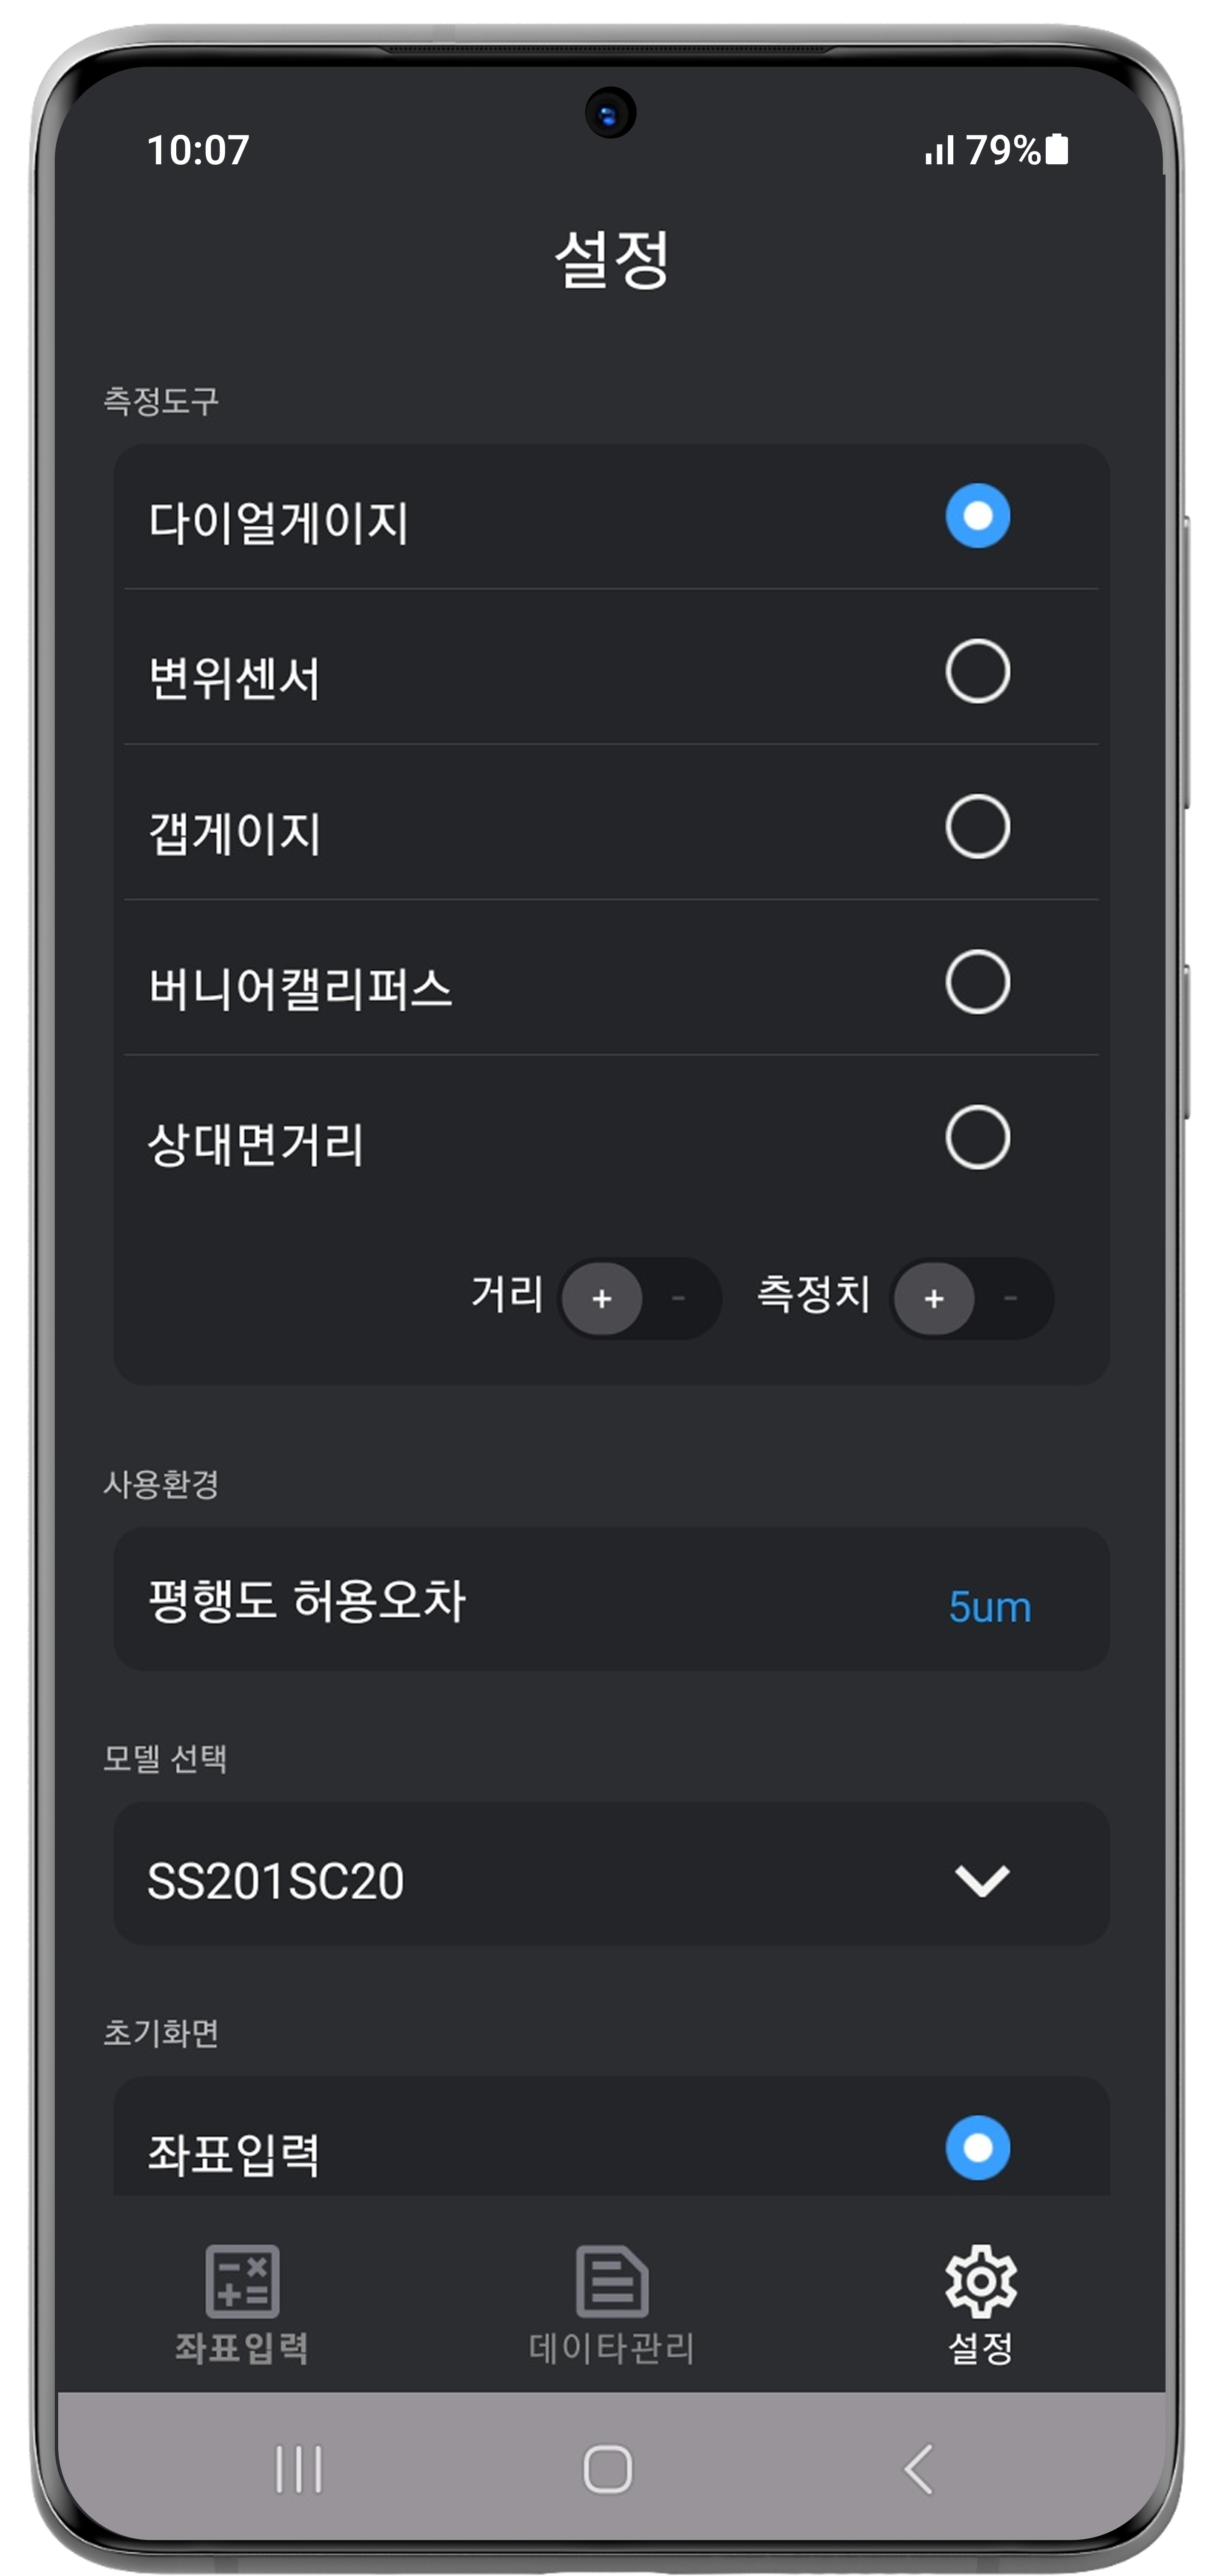 10:07 79%
설정
측정도구
다이얼게이지
변위센서
갭게이지
버니어캘리퍼스
상대면거리
거리 + - 측정치 + -
사용환경
평행도 허용오차 5um
모델 선택
SS201SC20
초기화면
좌표입력
좌표입력 데이타관리 설정